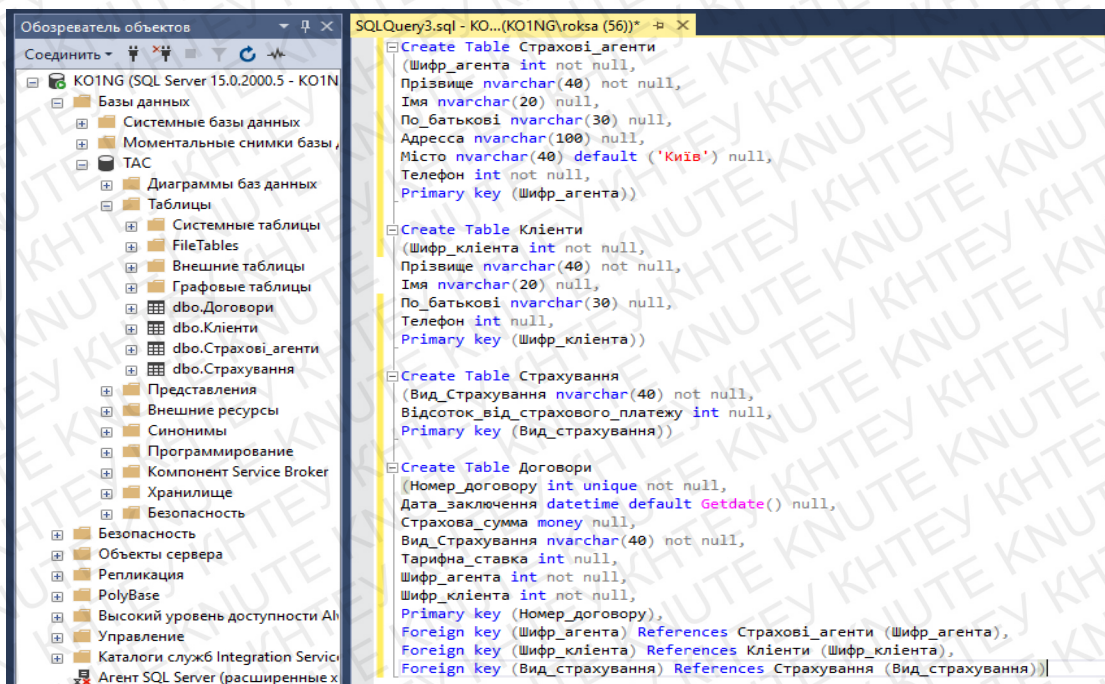 Обозреватель объектов
Соединить
KO1NG (SQL Server 15.0.2000.5 - KO1N
Базы данных
Системные базы данных
Моментальные снимки базы
TAC
Диаграммы баз данных
Таблицы
Системные таблицы
FileTables
Внешние таблицы
Графовые таблицы
dbo.Договори
dbo.Клієнти
dbo.Страхові_агенти
dbo.Страхування
Представления
Внешние ресурсы
Синонимы
Программирование
Компонент Service Broker
Хранилище
Безопасность
Безопасность
Объекты сервера
Репликация
PolyBase
Высокий уровень доступности Al
Управление
Каталоги служб Integration Service
Агент SQL Server (расширенные х
SQLQuery3.sql - KO...(KO1NG\roksa (56))*
Create Table Страхові_агенти
(Шифр_агента int not null,
Прізвище nvarchar(40) not null,
Імя nvarchar(20) null,
По_батькові nvarchar(30) null,
Адресса nvarchar(100) null,
Місто nvarchar(40) default ('Київ') null,
Телефон int not null,
Primary key (Шифр_агента))
Create Table Клієнти
(Шифр_клієнта int not null,
Прізвище nvarchar(40) not null,
Імя nvarchar(20) null,
По_батькові nvarchar(30) null,
Телефон int null,
Primary key (Шифр_клієнта))
Create Table Страхування
(Вид_Страхування nvarchar(40) not null,
Відсоток_від_страхового_платежу int null,
Primary key (Вид_страхування))
Create Table Договори
(Номер_договору int unique not null,
Дата_заключення datetime default Getdate() null,
Страхова_сумма money null,
Вид_Страхування nvarchar(40) not null,
Тарифна_ставка int null,
Шифр_агента int not null,
Шифр_клієнта int not null,
Primary key (Номер_договору),
Foreign key (Шифр_агента) References Страхові_агенти (Шифр_агента),
Foreign key (Шифр_клієнта) References Клієнти (Шифр_клієнта),
Foreign key (Вид_страхування) References Страхування (Вид_страхування))